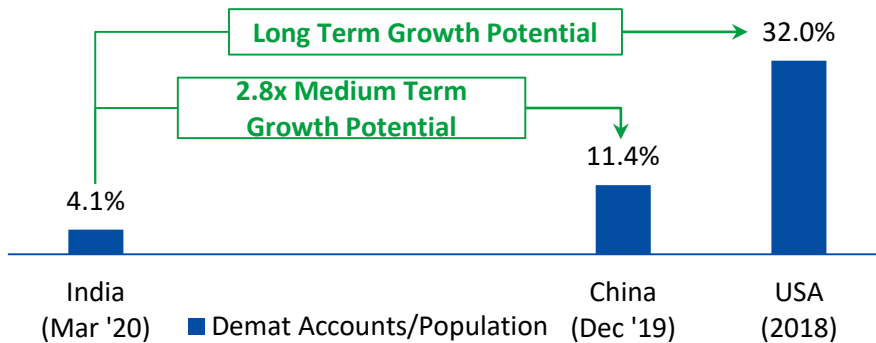 Long Term Growth Potential
32.0%
2.8x Medium Term
Growth Potential
11.4%
4.1%
India
(Mar '20)
Demat Accounts/Population
China
(Dec '19)
USA
(2018)